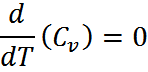 d/dT (C_v) = 0